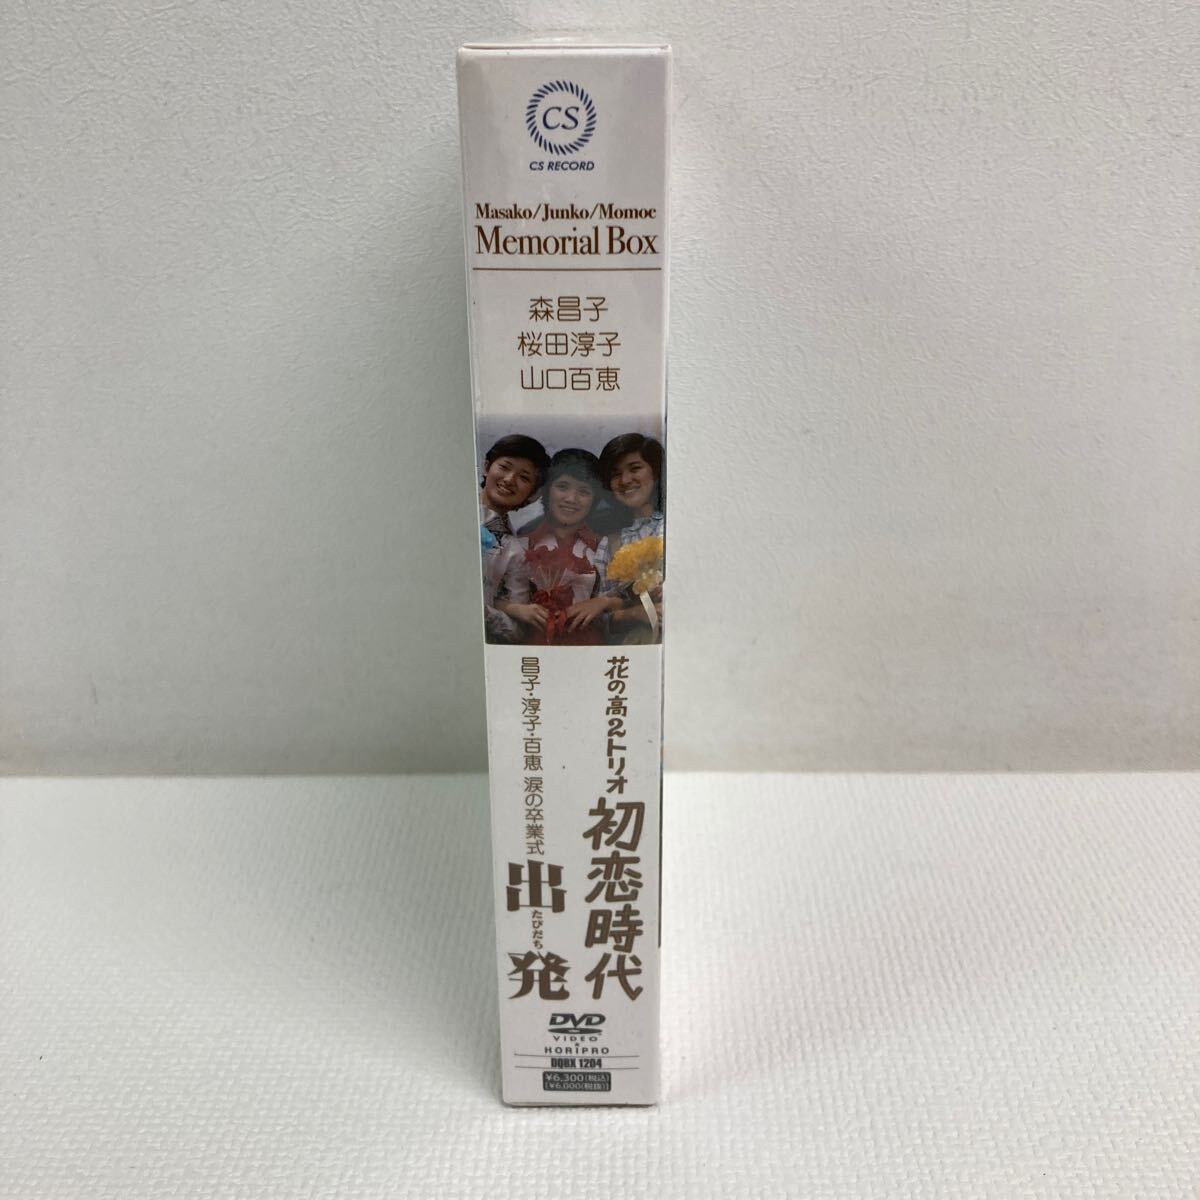 CS
CS RECORD
Masako/Junko/Momoe
Memorial Box
森昌子
桜田淳子
山口百恵
花の高2トリオ
初恋時代
昌子・淳子・百恵 涙の卒業式
出発
たびだち
DVD
VIDEO
HORIPRO
DQBX 1204
¥6,300(税込)
(¥6,000(税抜))